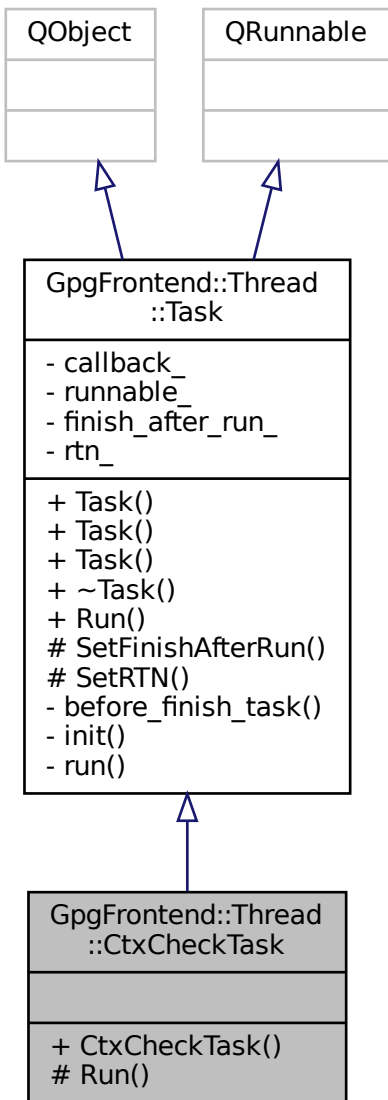 QObject
QRunnable
GpgFrontend::Thread
::Task
- callback_
- runnable_
- finish_after_run_
- rtn_
+ Task()
+ Task()
+ Task()
+ ~Task()
+ Run()
# SetFinishAfterRun()
# SetRTN()
- before_finish_task()
- init()
- run()
GpgFrontend::Thread
::CtxCheckTask
+ CtxCheckTask()
# Run()